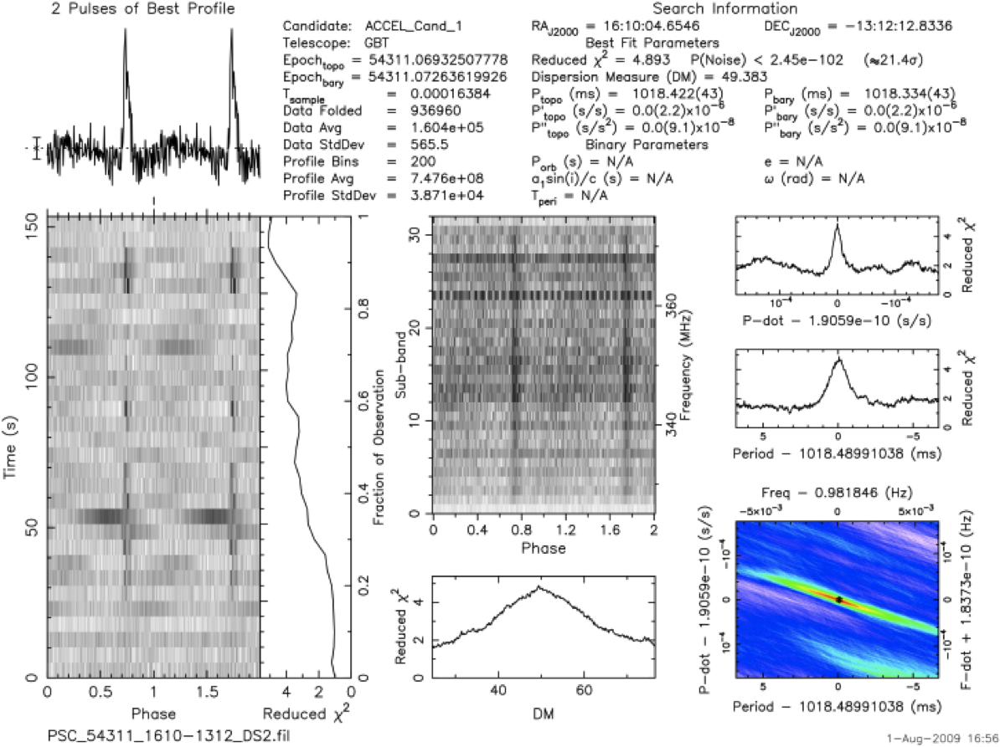 2 Pulses of Best Profile
Search Information
Candidate: ACCEL_Cand_1
Telescope: GBT
Epoch_topo = 54311.06932507778
Epoch_bary = 54311.07263619926
T_sample = 0.00016384
Data Folded = 936960
Data Avg = 1.604e+05
Data StdDev = 565.5
Profile Bins = 200
Profile Avg = 7.476e+08
Profile StdDev = 3.871e+04
RA_J2000 = 16:10:04.6546 DEC_J2000 = −13:12:12.8336
Best Fit Parameters
Reduced χ² = 4.893 P(Noise) < 2.45e−102 (≈21.4σ)
Dispersion Measure (DM) = 49.383
P_topo (ms) = 1018.422(43) P_bary (ms) = 1018.334(43)
P'_topo (s/s) = 0.0(2.2)x10⁻⁶ P'_bary (s/s) = 0.0(2.2)x10⁻⁶
P''_topo (s/s²) = 0.0(9.1)x10⁻⁸ P''_bary (s/s²) = 0.0(9.1)x10⁻⁸
Binary Parameters
P_orb (s) = N/A e = N/A
a₁sin(i)/c (s) = N/A ω (rad) = N/A
T_peri = N/A
150
100
50
0
Time (s)
0 0.5 1 1.5
Phase
4 2 0
Reduced χ²
1
0.8
0.6
0.4
0.2
0
Fraction of Observation
30
20
10
0
Sub−band
360
340
Frequency (MHz)
0 0.4 0.8 1.2 1.6 2
Phase
4
2
0
Reduced χ²
40 60
DM
4
2
0
Reduced χ²
10⁻⁴ 0 −10⁻⁴
P−dot − 1.9059e−10 (s/s)
4
2
0
Reduced χ²
5 0 −5
Period − 1018.48991038 (ms)
Freq − 0.981846 (Hz)
−5×10⁻³ 0 5×10⁻³
−10⁻⁴
0
10⁻⁴
P−dot − 1.9059e−10 (s/s)
10⁻⁴
0
−10⁻⁴
F−dot + 1.8373e−10 (Hz)
5 0 −5
Period − 1018.48991038 (ms)
PSC_54311_1610−1312_DS2.fil
1−Aug−2009 16:56